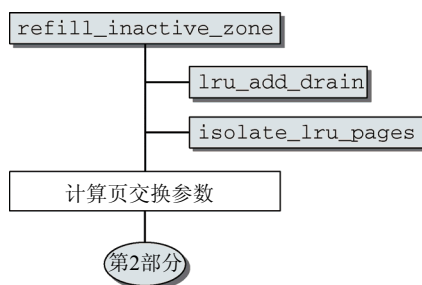 refill_inactive_zone
lru_add_drain
isolate_lru_pages
计算页交换参数
第2部分